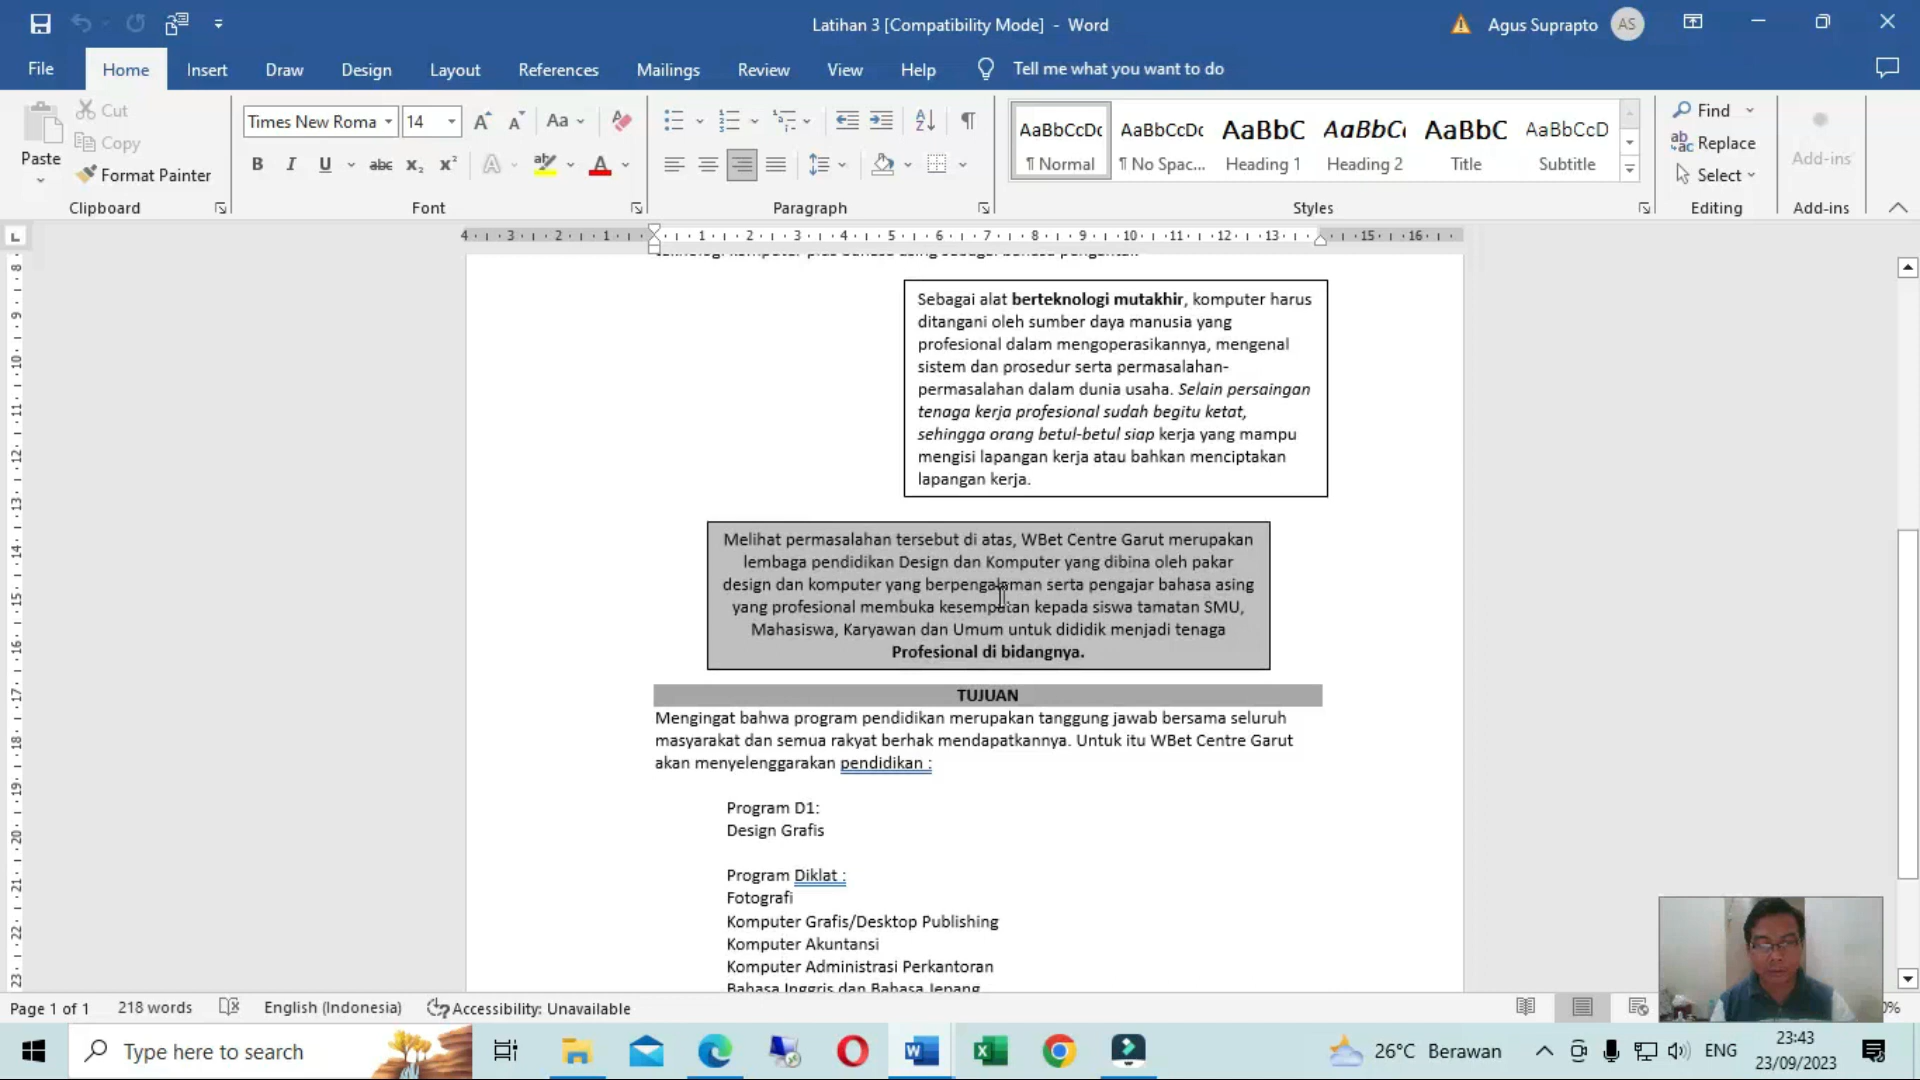 Latihan 3 [Compatibility Mode] - Word
Agus Suprapto
AS
File
Home
Insert
Draw
Design
Layout
References
Mailings
Review
View
Help
Tell me what you want to do
Paste
Cut
Copy
Format Painter
Clipboard
Times New Roma
14
Font
Paragraph
AaBbCcDc
¶ Normal
AaBbCcDc
¶ No Spac...
AaBbC
Heading 1
AaBbC
Heading 2
AaBbC
Title
AaBbCcD
Subtitle
Styles
Find
Replace
Select
Editing
Add-ins
Add-ins
teknologi komputer plus bahasa asing sebagai bahasa pengantar.
Sebagai alat berteknologi mutakhir, komputer harus
ditangani oleh sumber daya manusia yang
profesional dalam mengoperasikannya, mengenal
sistem dan prosedur serta permasalahan-
permasalahan dalam dunia usaha. Selain persaingan
tenaga kerja profesional sudah begitu ketat,
sehingga orang betul-betul siap kerja yang mampu
mengisi lapangan kerja atau bahkan menciptakan
lapangan kerja.
Melihat permasalahan tersebut di atas, WBet Centre Garut merupakan
lembaga pendidikan Design dan Komputer yang dibina oleh pakar
design dan komputer yang berpengalaman serta pengajar bahasa asing
yang profesional membuka kesempatan kepada siswa tamatan SMU,
Mahasiswa, Karyawan dan Umum untuk dididik menjadi tenaga
Profesional di bidangnya.
TUJUAN
Mengingat bahwa program pendidikan merupakan tanggung jawab bersama seluruh
masyarakat dan semua rakyat berhak mendapatkannya. Untuk itu WBet Centre Garut
akan menyelenggarakan pendidikan :
Program D1:
Design Grafis
Program Diklat :
Fotografi
Komputer Grafis/Desktop Publishing
Komputer Akuntansi
Komputer Administrasi Perkantoran
Bahasa Inggris dan Bahasa Jepang
Page 1 of 1
218 words
English (Indonesia)
Accessibility: Unavailable
Type here to search
26°C Berawan
ENG
23:43
23/09/2023